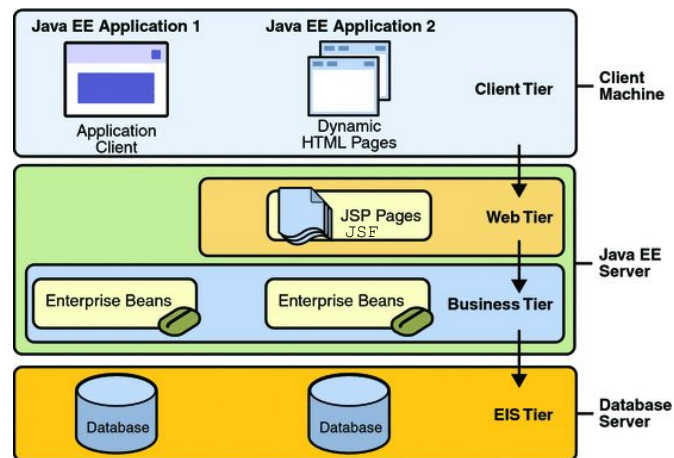 Java EE Application 1
Java EE Application 2
Application
Client
Dynamic
HTML Pages
Client Tier
Client
Machine
JSP Pages
JSF
Web Tier
Java EE
Server
Enterprise Beans
Enterprise Beans
Business Tier
Database
Database
EIS Tier
Database
Server